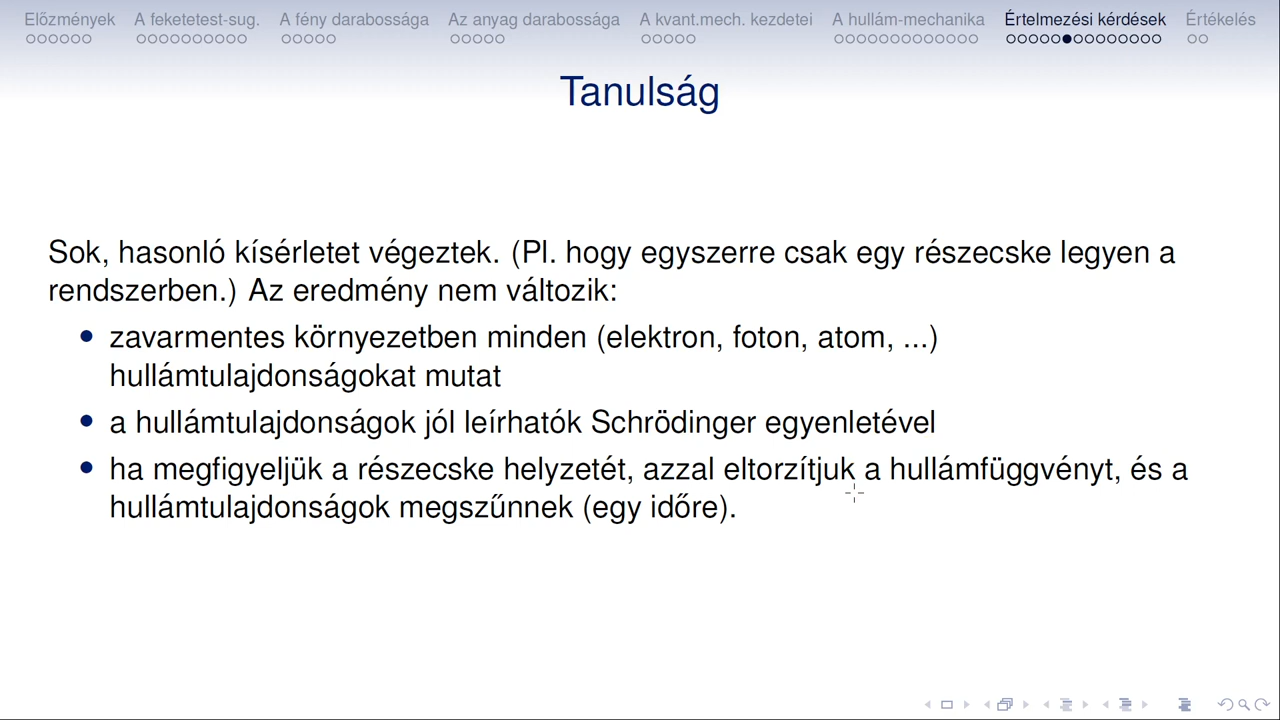 Előzmények A feketetest-sug. A fény darabossága Az anyag darabossága A kvant.mech. kezdetei A hullám-mechanika Értelmezési kérdések Értékelés
Tanulság
Sok, hasonló kísérletet végeztek. (Pl. hogy egyszerre csak egy részecske legyen a
rendszerben.) Az eredmény nem változik:
• zavarmentes környezetben minden (elektron, foton, atom, ...)
hullámtulajdonságokat mutat
• a hullámtulajdonságok jól leírhatók Schrödinger egyenletével
• ha megfigyeljük a részecske helyzetét, azzal eltorzítjuk a hullámfüggvényt, és a
hullámtulajdonságok megszűnnek (egy időre).